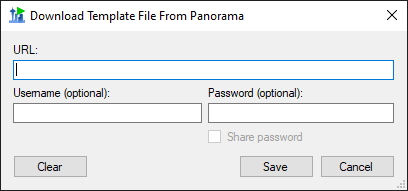 Download Template File From Panorama
URL:
Username (optional):
Password (optional):
Share password
Clear
Save
Cancel